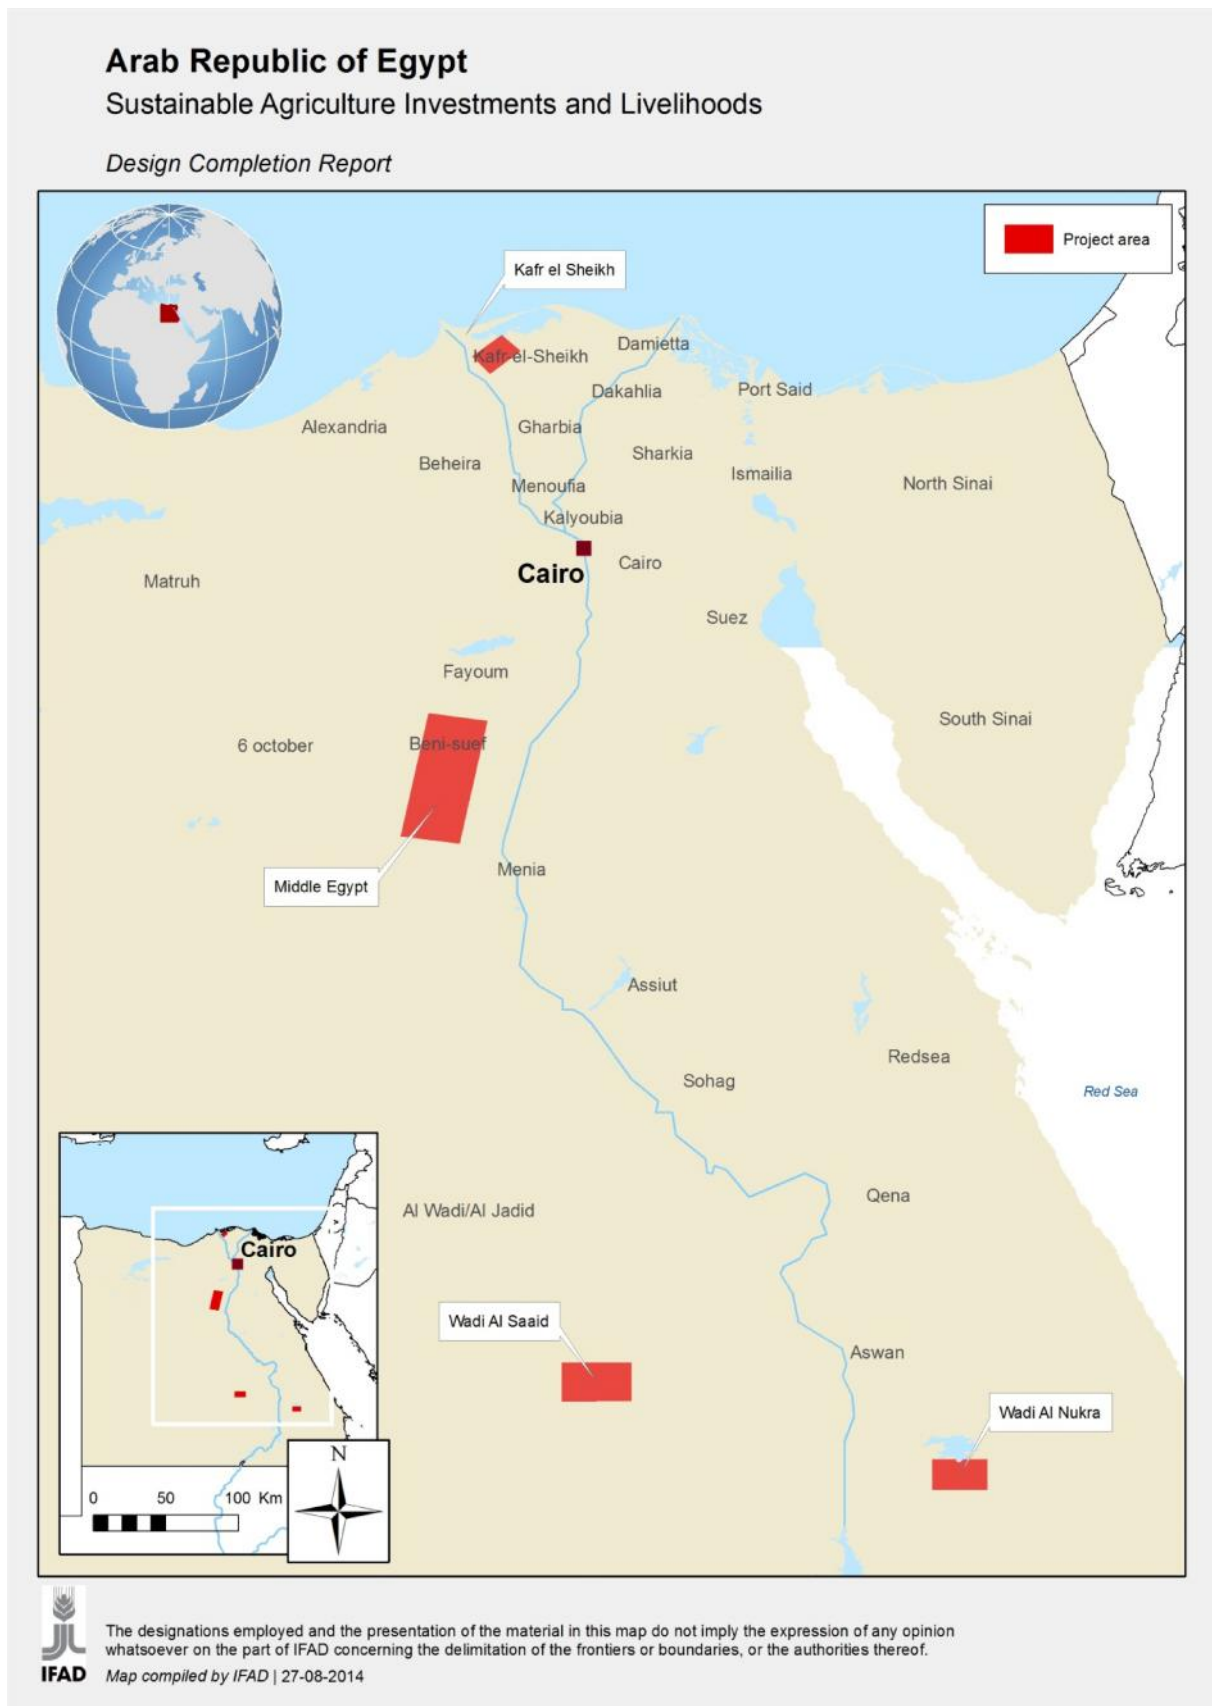 Arab Republic of Egypt
Sustainable Agriculture Investments and Livelihoods
Design Completion Report
Project area
Kafr el Sheikh
Kafr el-Sheikh
Damietta
Dakahlia
Port Said
Alexandria
Gharbia
Beheira
Sharkia
Ismailia
North Sinai
Menoufia
Kalyoubia
Cairo
Cairo
Matruh
Suez
Fayoum
South Sinai
6 october
Beni-suef
Middle Egypt
Menia
Assiut
Redsea
Sohag
Red Sea
Qena
Al Wadi/Al Jadid
Cairo
Wadi Al Saaid
Aswan
Wadi Al Nukra
N
0 50 100 Km
The designations employed and the presentation of the material in this map do not imply the expression of any opinion
whatsoever on the part of IFAD concerning the delimitation of the frontiers or boundaries, or the authorities thereof.
IFAD
Map compiled by IFAD | 27-08-2014